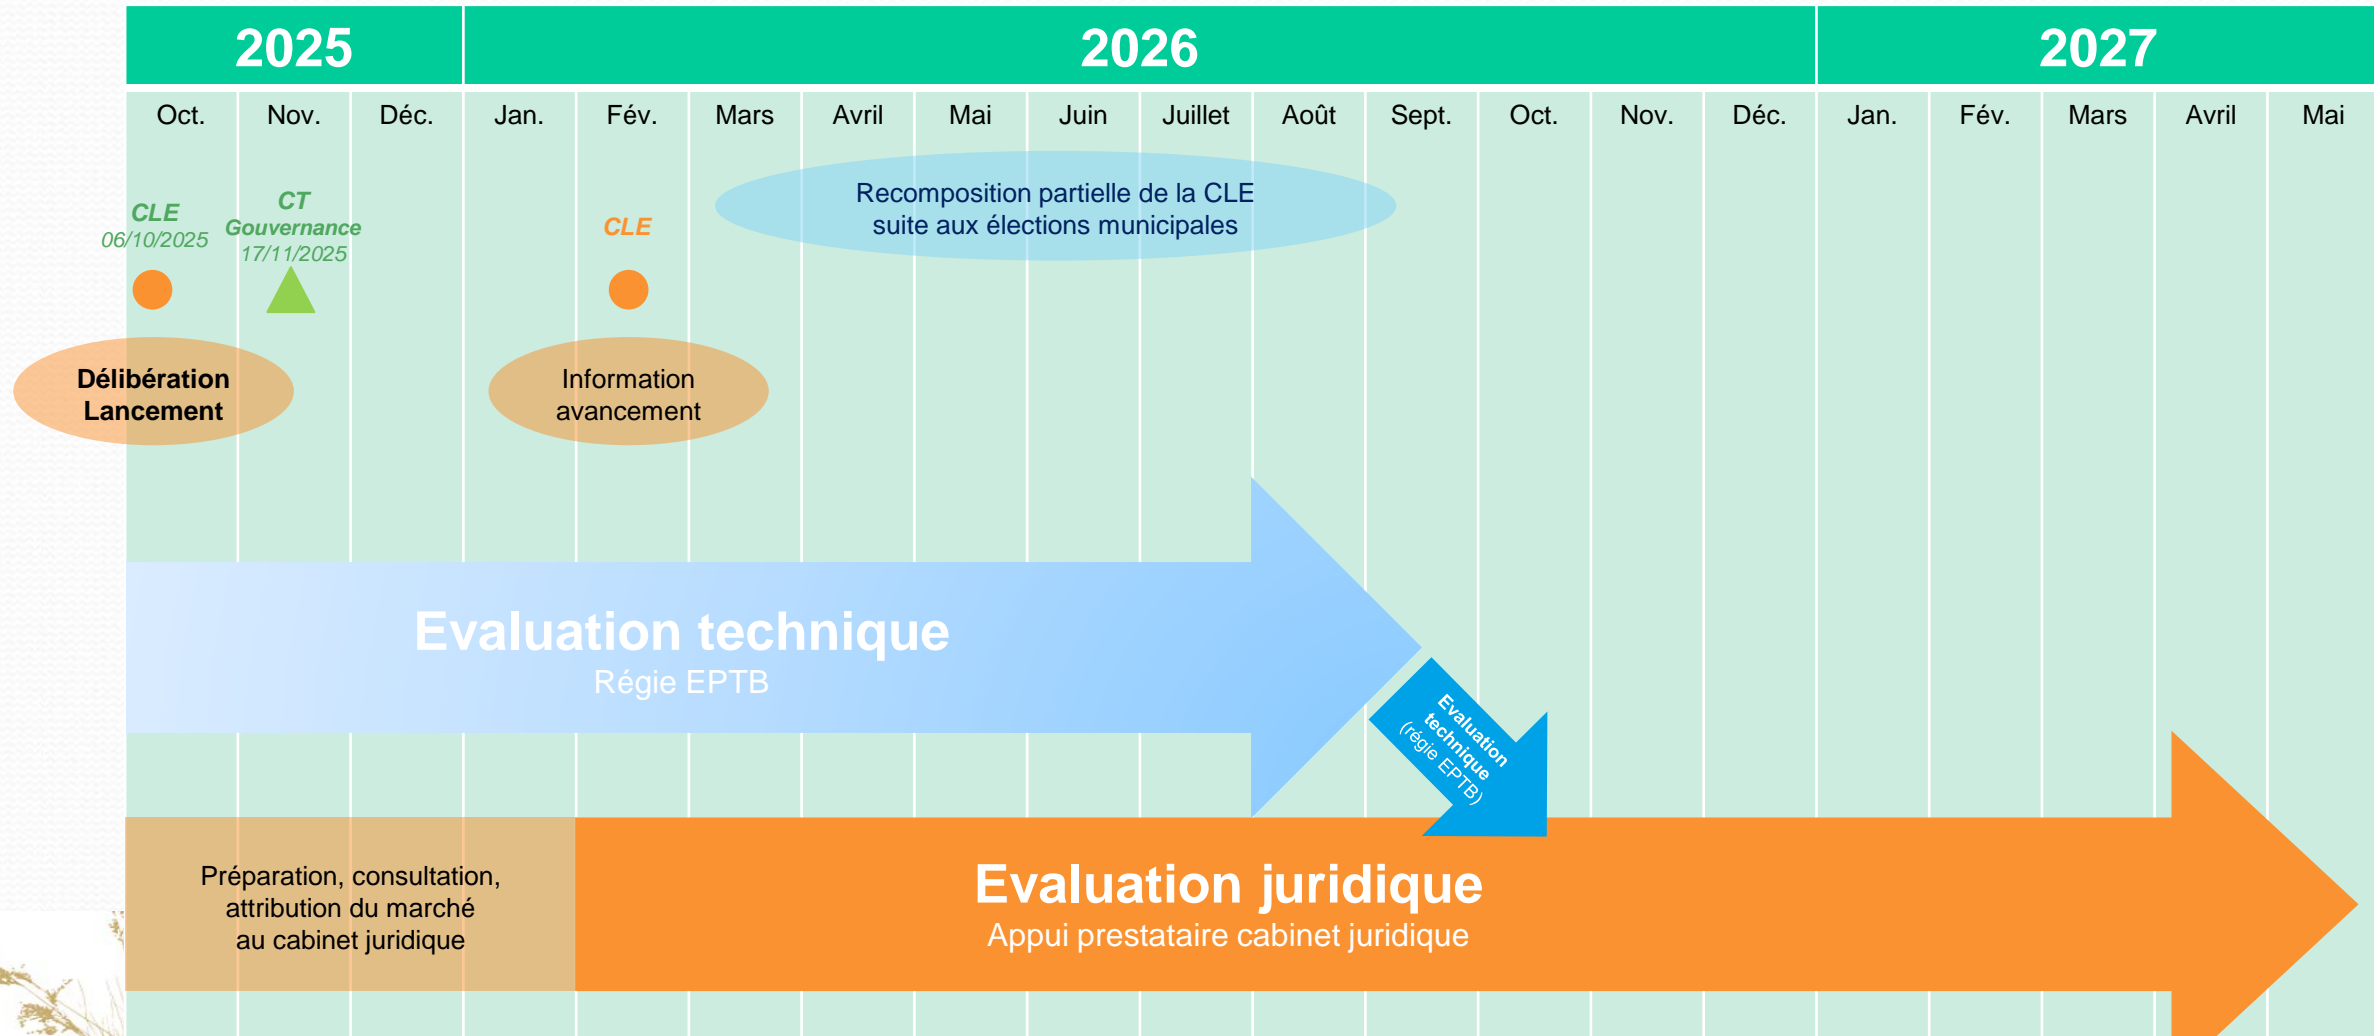 2025
2026
2027
Oct.
Nov.
Déc.
Jan.
Fév.
Mars
Avril
Mai
Juin
Juillet
Août
Sept.
Oct.
Nov.
Déc.
Jan.
Fév.
Mars
Avril
Mai
CLE
06/10/2025
CT
Gouvernance
17/11/2025
CLE
Recomposition partielle de la CLE
suite aux élections municipales
Délibération
Lancement
Information
avancement
Evaluation technique
Régie EPTB
Evaluation
technique
(régie EPTB)
Préparation, consultation,
attribution du marché
au cabinet juridique
Evaluation juridique
Appui prestataire cabinet juridique